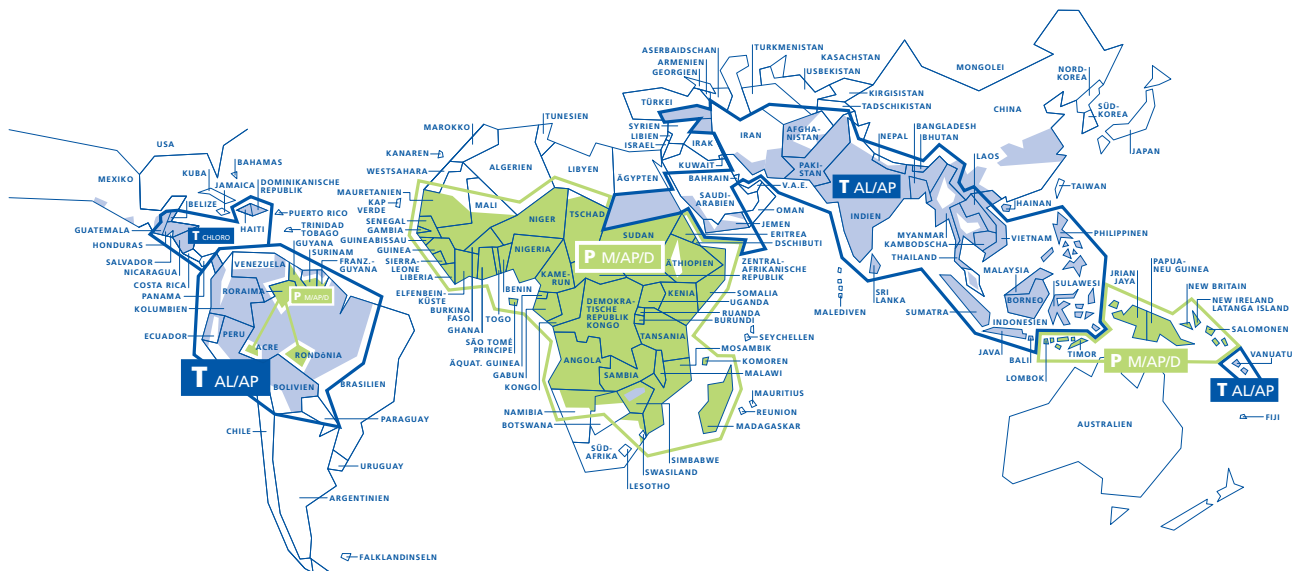 USA
MEXIKO
KUBA
BAHAMAS
JAMAICA
DOMINIKANISCHE
REPUBLIK
BELIZE
PUERTO RICO
GUATEMALA
T CHLORO
HAITI
TRINIDAD
TOBAGO
HONDURAS
GUYANA
SURINAM
SALVADOR
NICARAGUA
VENEZUELA
FRANZ.-
GUYANA
COSTA RICA
PANAMA
RORAIMA
P M/AP/D
KOLUMBIEN
ECUADOR
PERU
ACRE
RONDôNIA
T AL/AP
BOLIVIEN
BRASILIEN
CHILE
PARAGUAY
URUGUAY
ARGENTINIEN
FALKLANDINSELN
MAROKKO
TUNESIEN
KANAREN
WESTSAHARA
ALGERIEN
LIBYEN
ÄGYPTEN
MAURETANIEN
KAP
VERDE
MALI
NIGER
TSCHAD
SENEGAL
GAMBIA
SUDAN
GUINEABISSAU
GUINEA
NIGERIA
P M/AP/D
ÄTHIOPIEN
SIERRA-
LEONE
LIBERIA
KAME-
RUN
ZENTRAL-
AFRIKANISCHE
REPUBLIK
ELFENBEIN-
KÜSTE
BURKINA
FASO
GHANA
TOGO
BENIN
KENIA
SOMALIA
UGANDA
RUANDA
BURUNDI
DEMOKRA-
TISCHE
REPUBLIK
KONGO
SÃO TOMÉ
PRINCIPE
TANSANIA
SEYCHELLEN
MOSAMBIK
ÄQUAT. GUINEA
GABUN
KONGO
ANGOLA
SAMBIA
KOMOREN
MALAWI
MAURITIUS
REUNION
MADAGASKAR
NAMIBIA
BOTSWANA
SÜD-
AFRIKA
SIMBABWE
SWASILAND
LESOTHO
ASERBAIDSCHAN
ARMENIEN
GEORGIEN
TURKMENISTAN
KASACHSTAN
USBEKISTAN
KIRGISISTAN
TADSCHIKISTAN
TÜRKEI
SYRIEN
LIBIEN
ISRAEL
IRAK
IRAN
AFGHA-
NISTAN
KUWAIT
BAHRAIN
PAKI-
STAN
V.A.E.
SAUDI-
ARABIEN
OMAN
JEMEN
ERITREA
DSCHIBUTI
MONGOLEI
NORD-
KOREA
CHINA
SÜD-
KOREA
JAPAN
NEPAL
BANGLADESH
BHUTAN
LAOS
T AL/AP
INDIEN
TAIWAN
HAINAN
MYANMAR
KAMBODSCHA
THAILAND
VIETNAM
PHILIPPINEN
MALAYSIA
SRI
LANKA
MALEDIVEN
SUMATRA
BORNEO
SULAWESI
INDONESIEN
JAVA
BALI
LOMBOK
TIMOR
JRIAN
JAYA
PAPUA-
NEU GUINEA
NEW BRITAIN
NEW IRELAND
LATANGA ISLAND
SALOMONEN
P M/AP/D
VANUATU
T AL/AP
FIJI
AUSTRALIEN